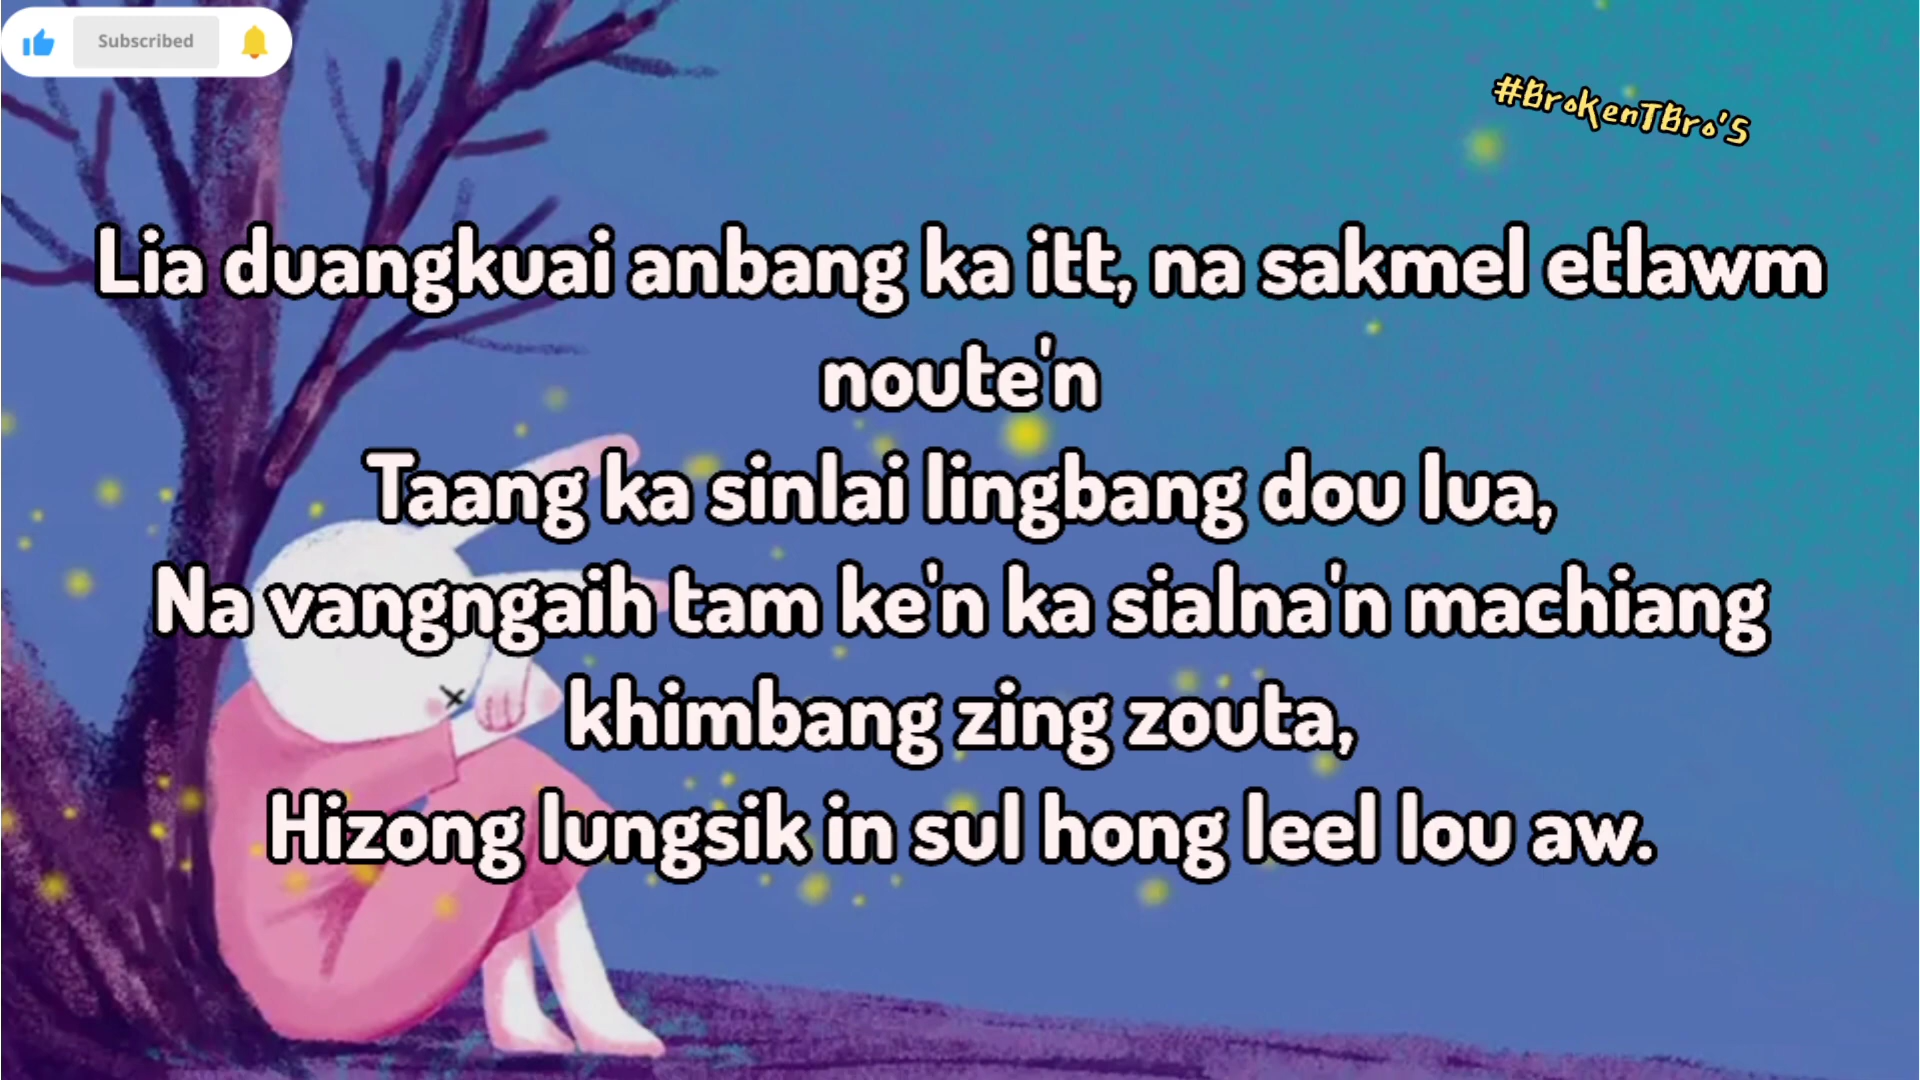 Subscribed
#BroKenTBro's
Lia duangkuai anbang ka itt, na sakmel etlawm
noute'n
Taang ka sinlai lingbang dou lua,
Na vangngaih tam ke'n ka sialna'n machiang
khimbang zing zouta,
Hizong lungsik in sul hong leel lou aw.